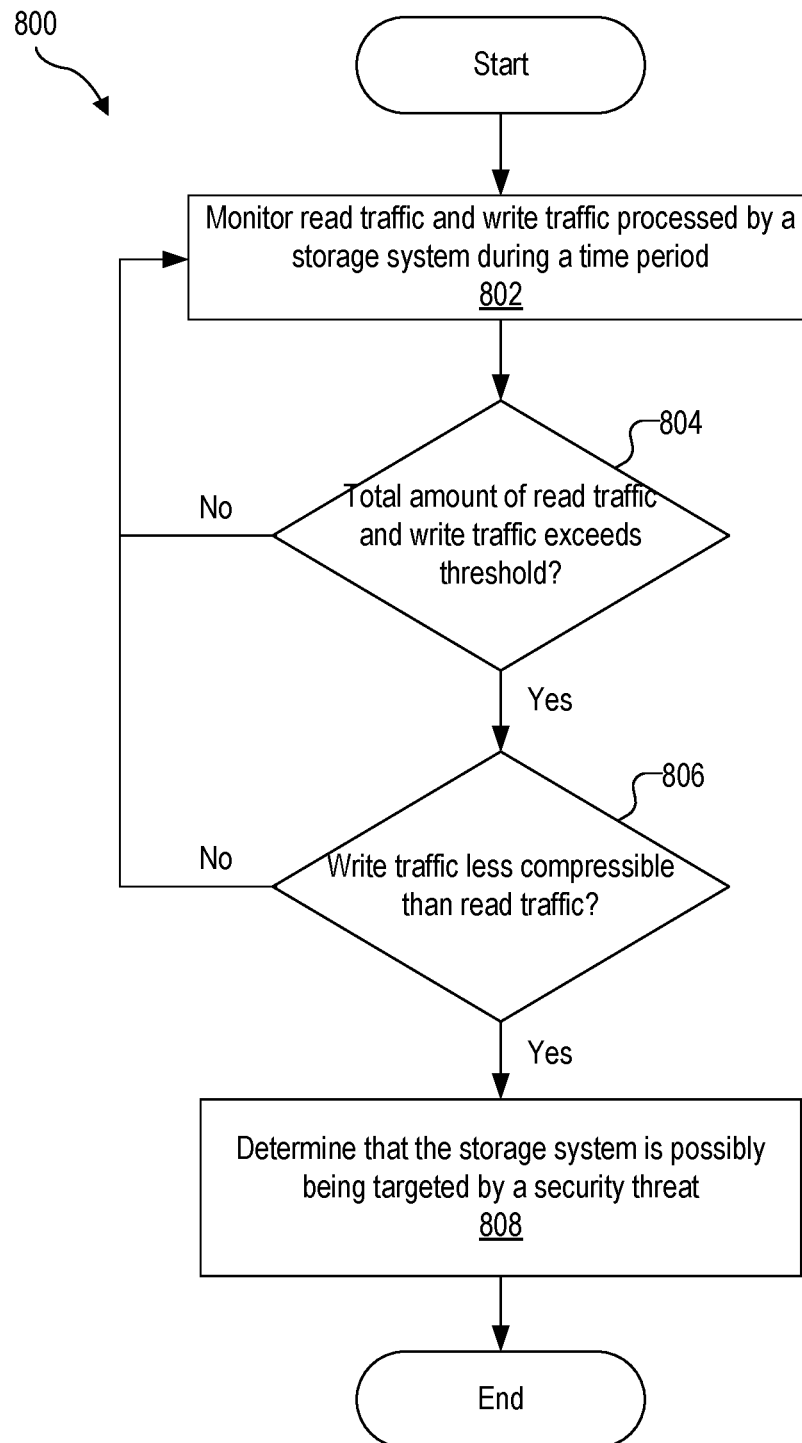 800
Start
Monitor read traffic and write traffic processed by a
storage system during a time period
802
804
Total amount of read traffic
and write traffic exceeds
threshold?
No
Yes
806
Write traffic less compressible
than read traffic?
No
Yes
Determine that the storage system is possibly
being targeted by a security threat
808
End